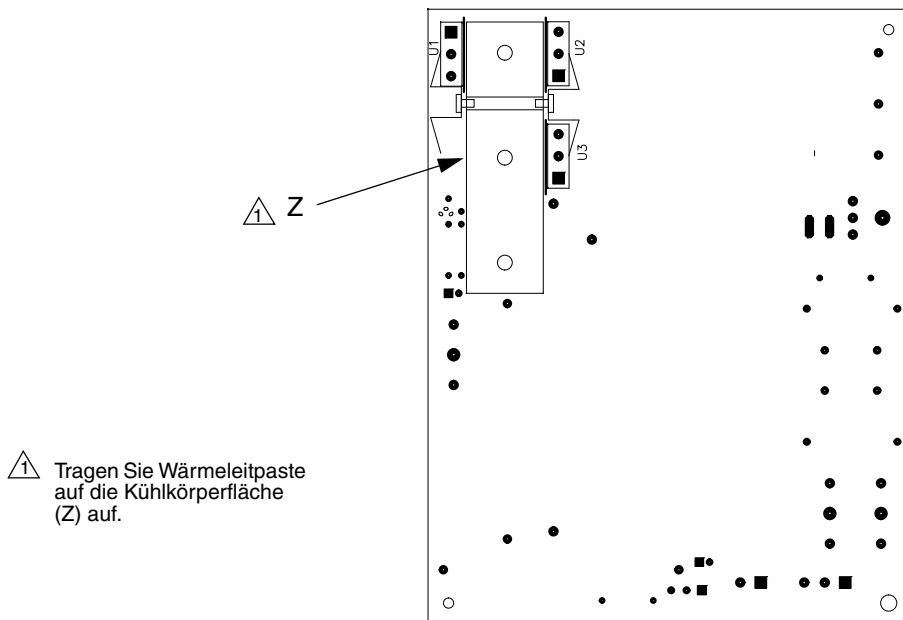 U1
U2
U3
1 Z
1 Tragen Sie Wärmeleitpaste
auf die Kühlkörperfläche
(Z) auf.